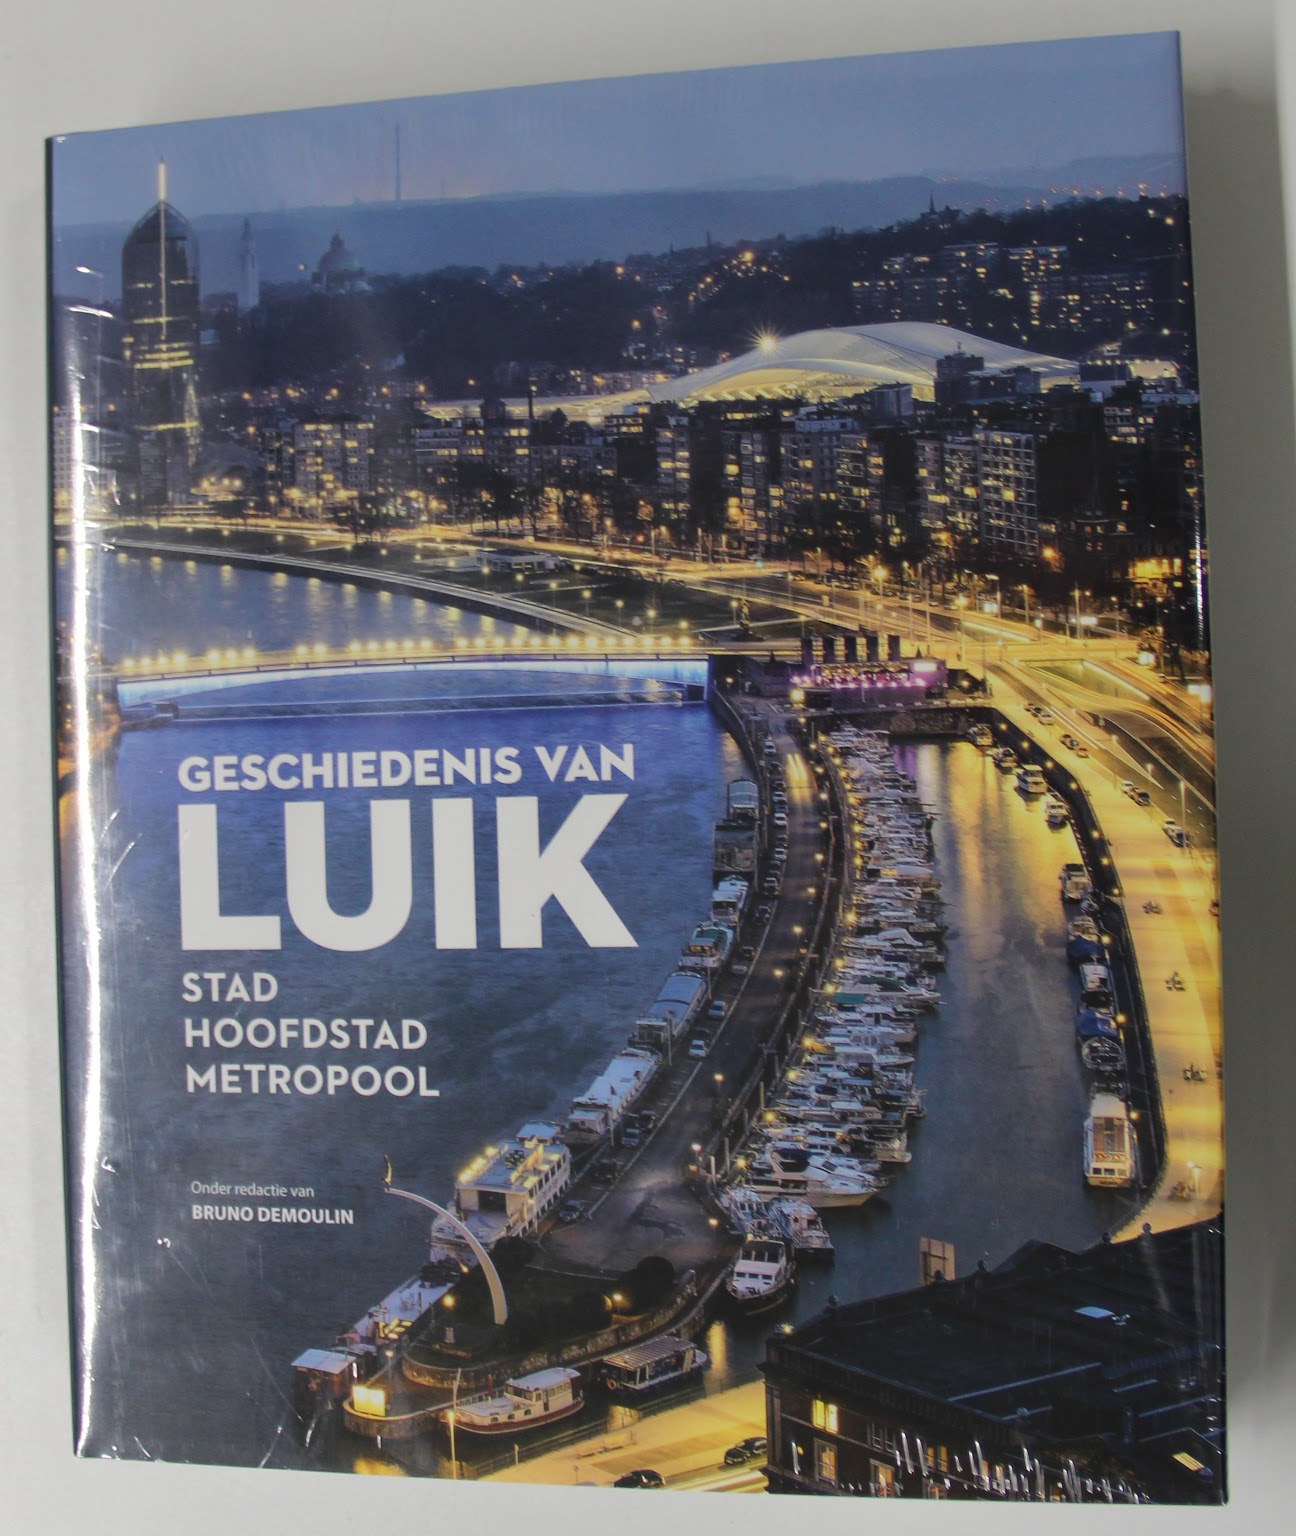 GESCHIEDENIS VAN
LUIK
STAD
HOOFDSTAD
METROPOOL
Onder redactie van
BRUNO DEMOULIN